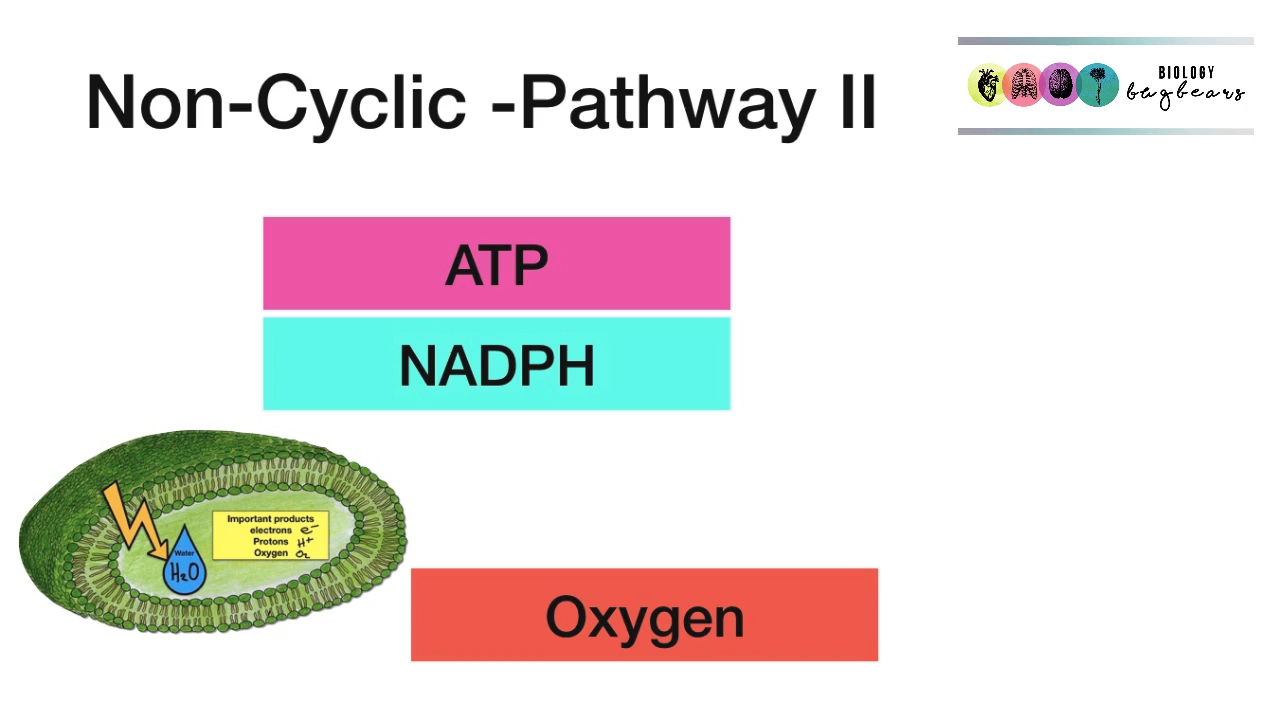 Non-Cyclic -Pathway II
BIOLOGY
bugbears
ATP
NADPH
Important products
electrons e⁻
Protons H⁺
Oxygen O₂
Water
H₂O
Oxygen